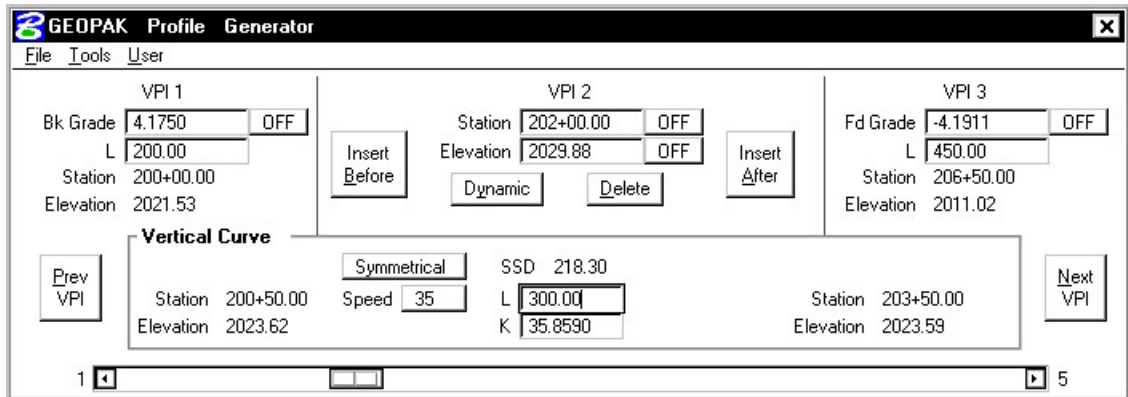 GEOPAK Profile Generator
File Tools User
VPI 1
Bk Grade 4.1750 OFF
L 200.00
Station 200+00.00
Elevation 2021.53
Insert Before
VPI 2
Station 202+00.00 OFF
Elevation 2029.88 OFF
Dynamic Delete
Insert After
VPI 3
Fd Grade -4.1911 OFF
L 450.00
Station 206+50.00
Elevation 2011.02
Prev VPI
Vertical Curve
Symmetrical SSD 218.30
Station 200+50.00 Speed 35 L 300.00 Station 203+50.00
Elevation 2023.62 K 35.8590 Elevation 2023.59
Next VPI
1 5